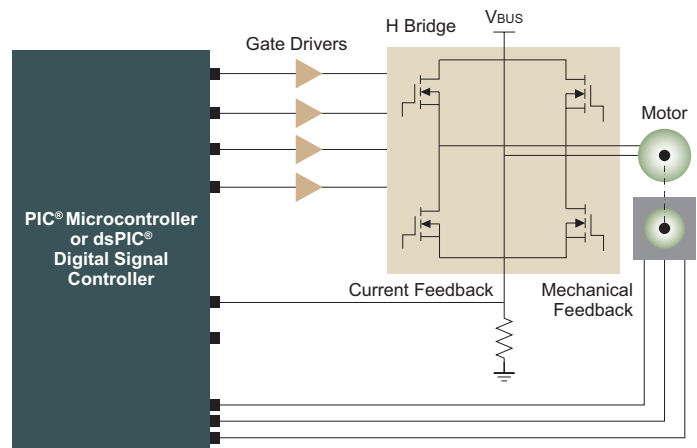 VBUS
H Bridge
Gate Drivers
Motor
PIC® Microcontroller
or dsPIC®
Digital Signal
Controller
Current Feedback
Mechanical
Feedback